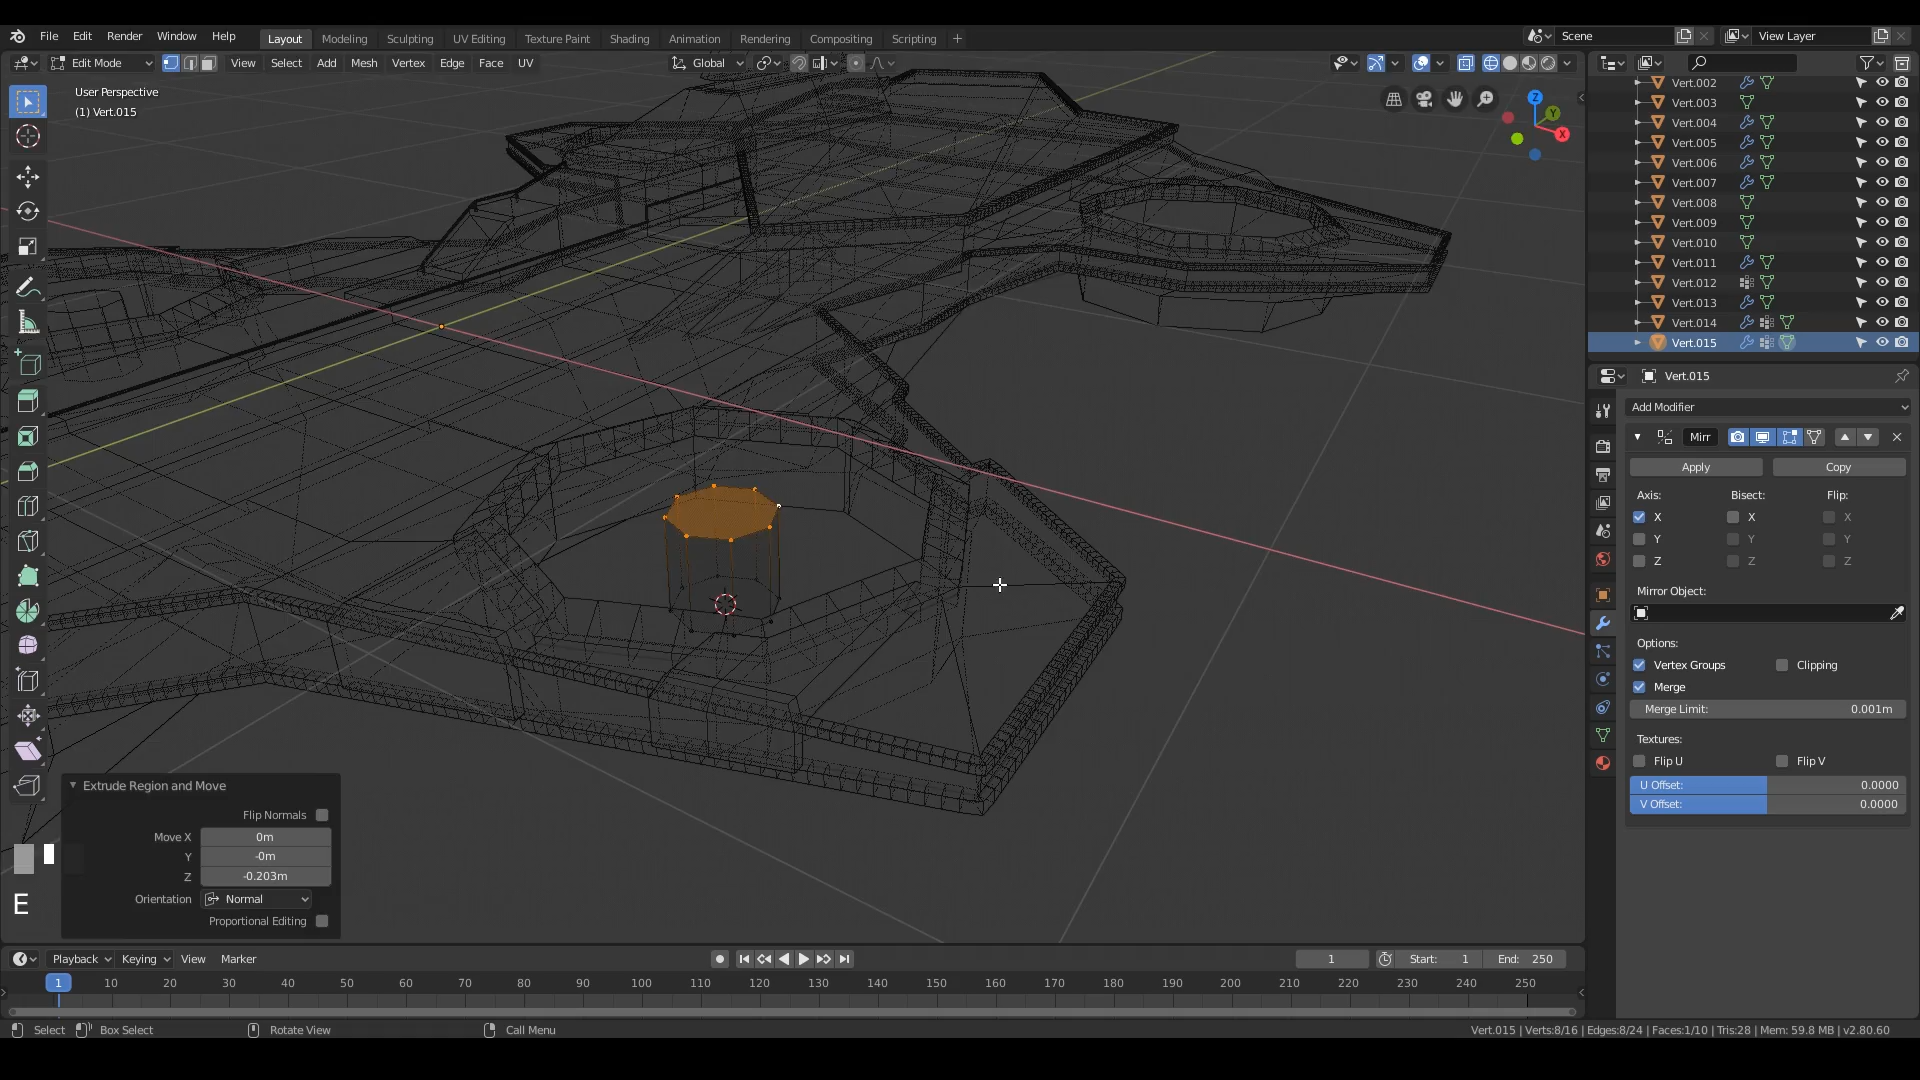 File Edit Render Window Help Layout Modeling Sculpting UV Editing Texture Paint Shading Animation Rendering Compositing Scripting + Scene View Layer
Edit Mode View Select Add Mesh Vertex Edge Face UV Global
User Perspective
(1) Vert.015
Z
Y
X
Vert.002
Vert.003
Vert.004
Vert.005
Vert.006
Vert.007
Vert.008
Vert.009
Vert.010
Vert.011
Vert.012
Vert.013
Vert.014
Vert.015
Vert.015
Add Modifier
Mirr
Apply Copy
Axis: Bisect: Flip:
X X X
Y Y Y
Z Z Z
Mirror Object:
Options:
Vertex Groups Clipping
Merge
Merge Limit: 0.001m
Textures:
Flip U Flip V
U Offset: 0.0000
V Offset: 0.0000
Extrude Region and Move
Flip Normals
Move X 0m
Y -0m
Z -0.203m
Orientation Normal
Proportional Editing
E
Playback Keying View Marker 1 Start: 1 End: 250
1 10 20 30 40 50 60 70 80 90 100 110 120 130 140 150 160 170 180 190 200 210 220 230 240 250
Select Box Select Rotate View Call Menu Vert.015 | Verts:8/16 | Edges:8/24 | Faces:1/10 | Tris:28 | Mem: 59.8 MB | v2.80.60